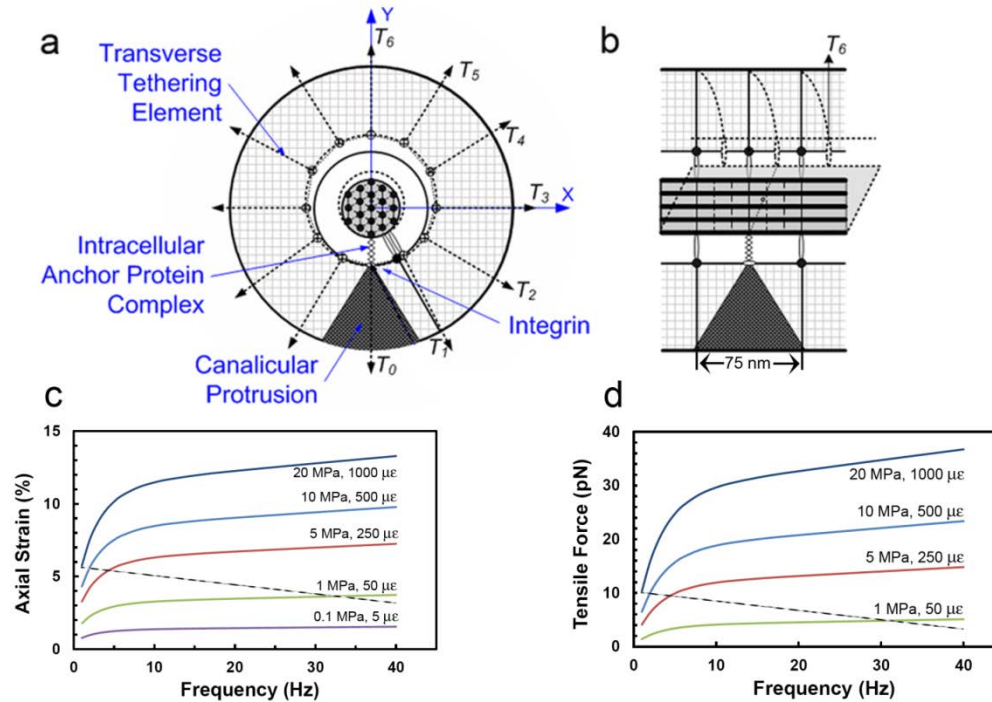 a
Y
T6
Transverse
Tethering
Element
T5
T4
T3
X
Intracellular
Anchor Protein
Complex
T2
Integrin
T1
Canalicular
Protrusion
T0
b
T6
75 nm
c
15
10
5
0
Axial Strain (%)
20 MPa, 1000 με
10 MPa, 500 με
5 MPa, 250 με
1 MPa, 50 με
0.1 MPa, 5 με
0 10 20 30 40
Frequency (Hz)
d
40
30
20
10
0
Tensile Force (pN)
20 MPa, 1000 με
10 MPa, 500 με
5 MPa, 250 με
1 MPa, 50 με
0 10 20 30 40
Frequency (Hz)